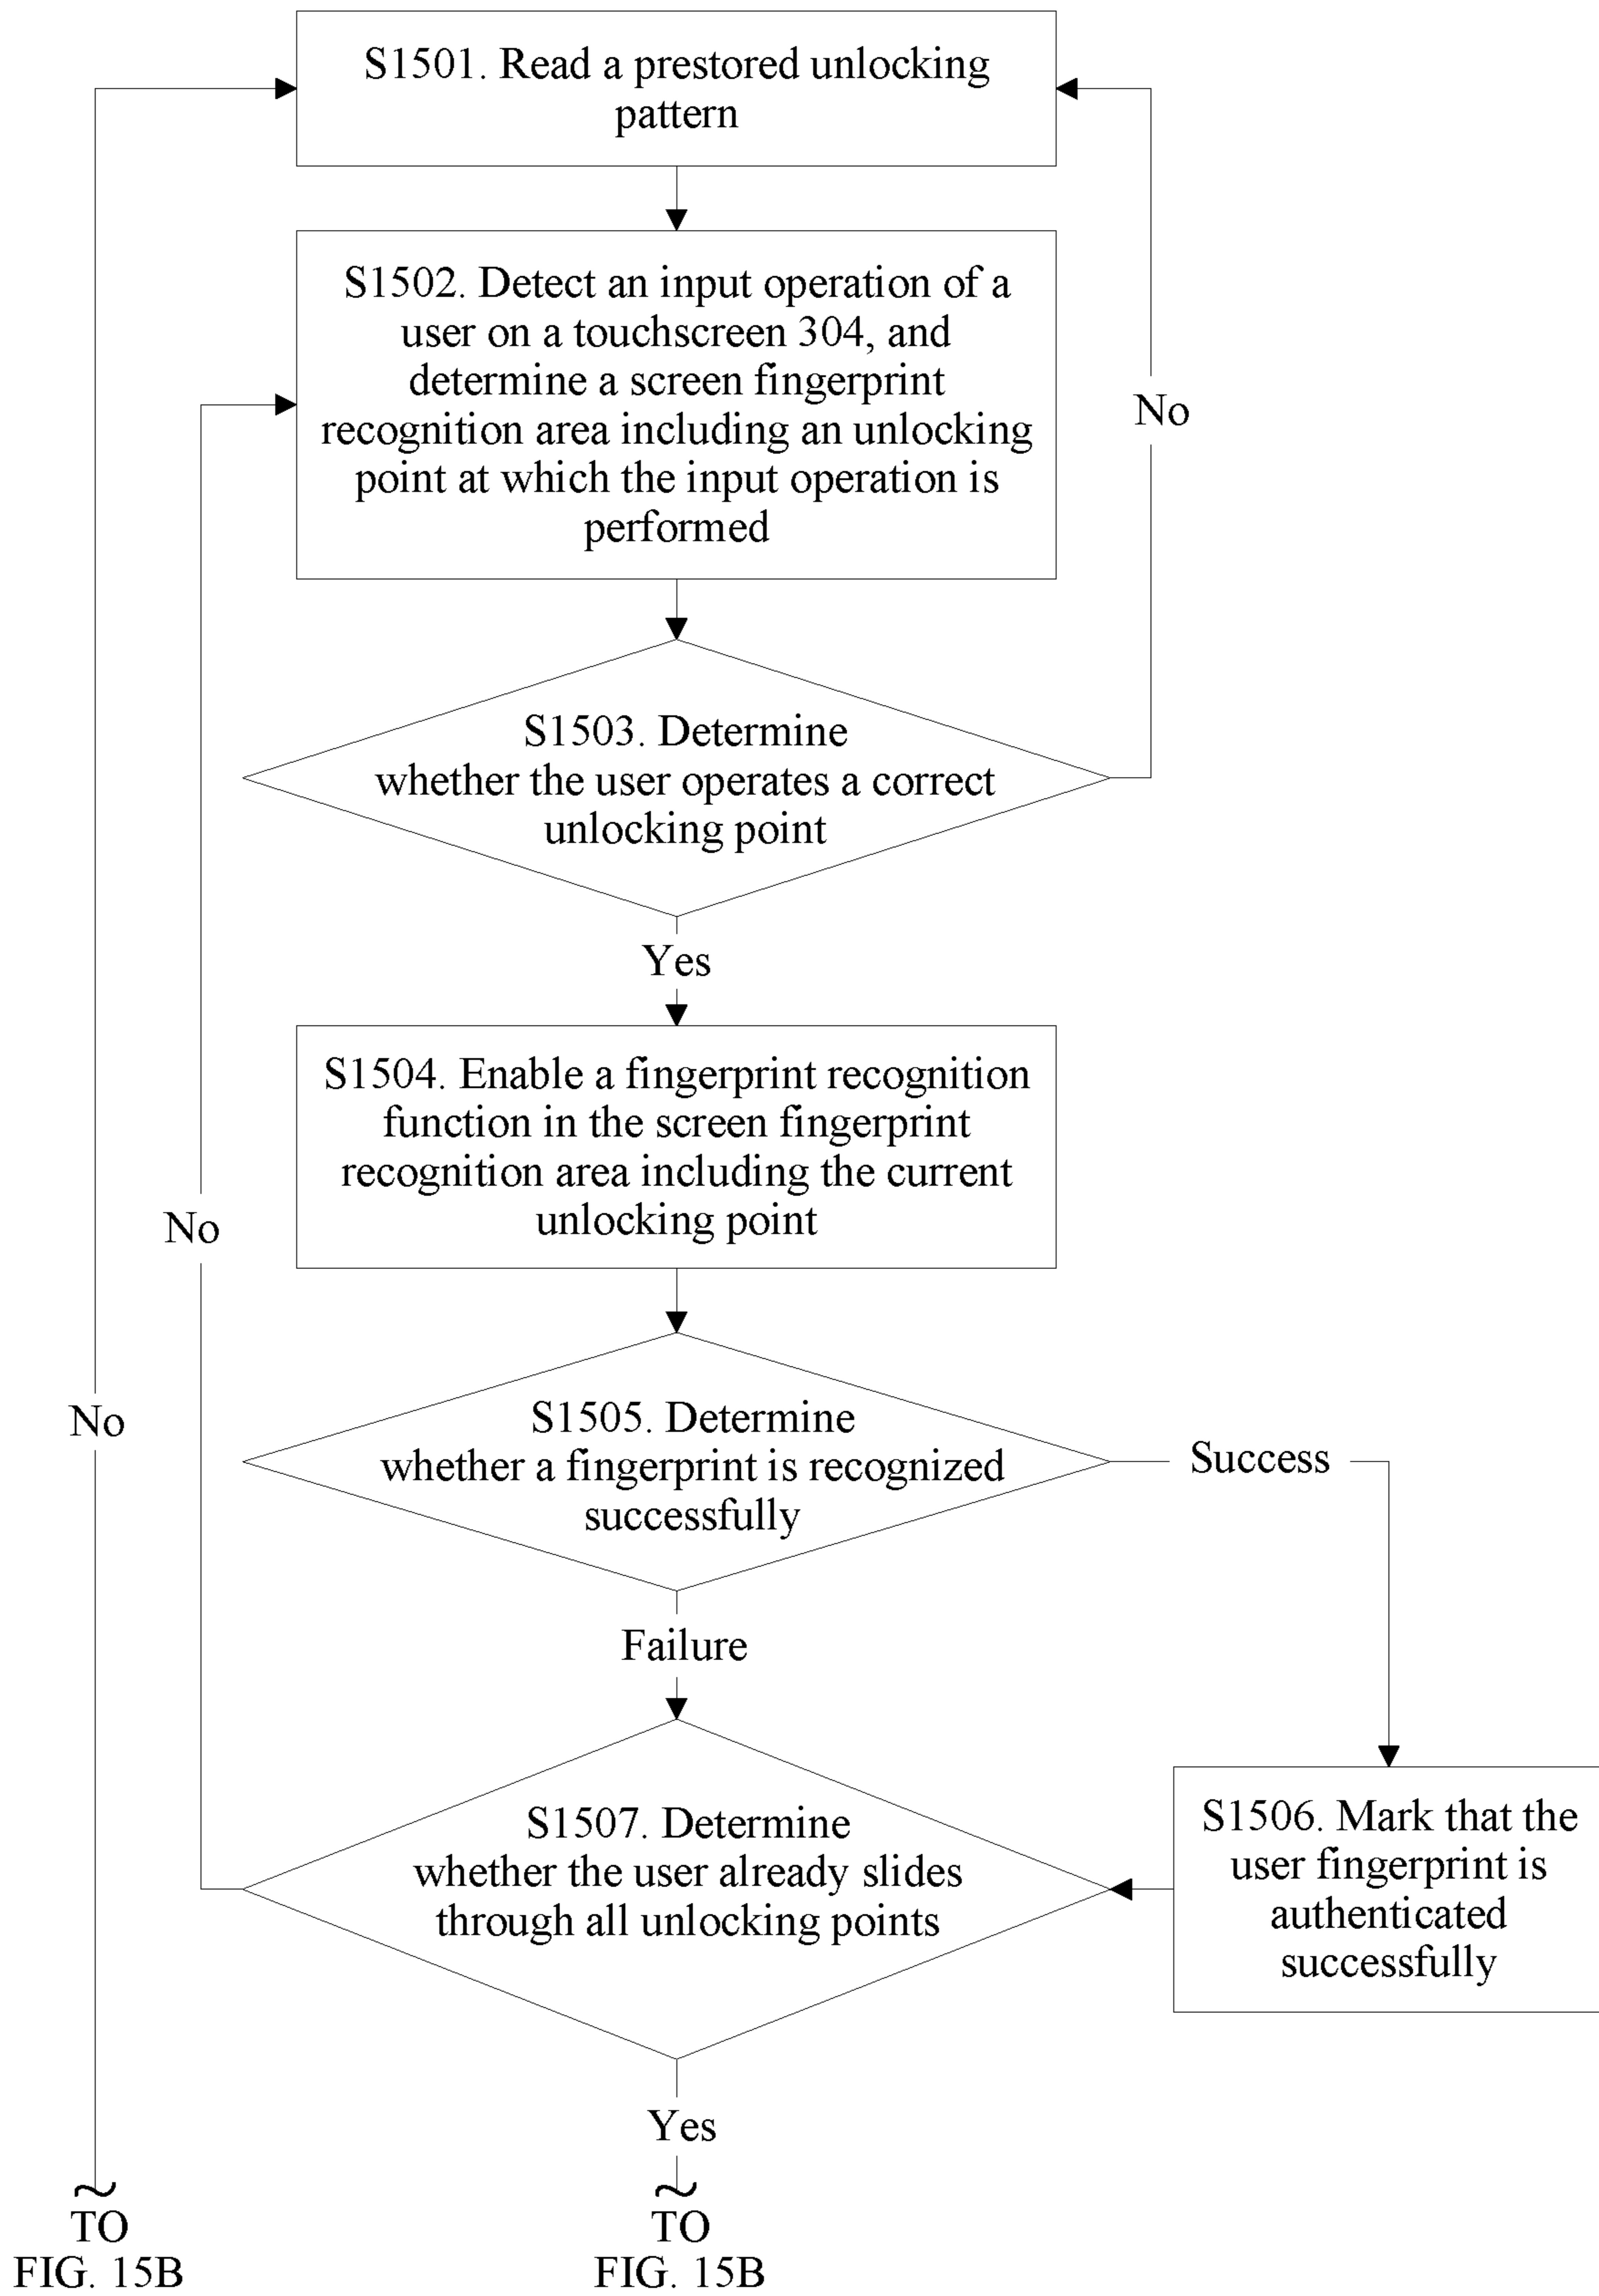 S1501. Read a prestored unlocking
pattern
S1502. Detect an input operation of a
user on a touchscreen 304, and
determine a screen fingerprint
recognition area including an unlocking
point at which the input operation is
performed
No
S1503. Determine
whether the user operates a correct
unlocking point
Yes
S1504. Enable a fingerprint recognition
function in the screen fingerprint
recognition area including the current
unlocking point
No
No
S1505. Determine
whether a fingerprint is recognized
successfully
Success
Failure
S1507. Determine
whether the user already slides
through all unlocking points
S1506. Mark that the
user fingerprint is
authenticated
successfully
Yes
TO
FIG. 15B
TO
FIG. 15B